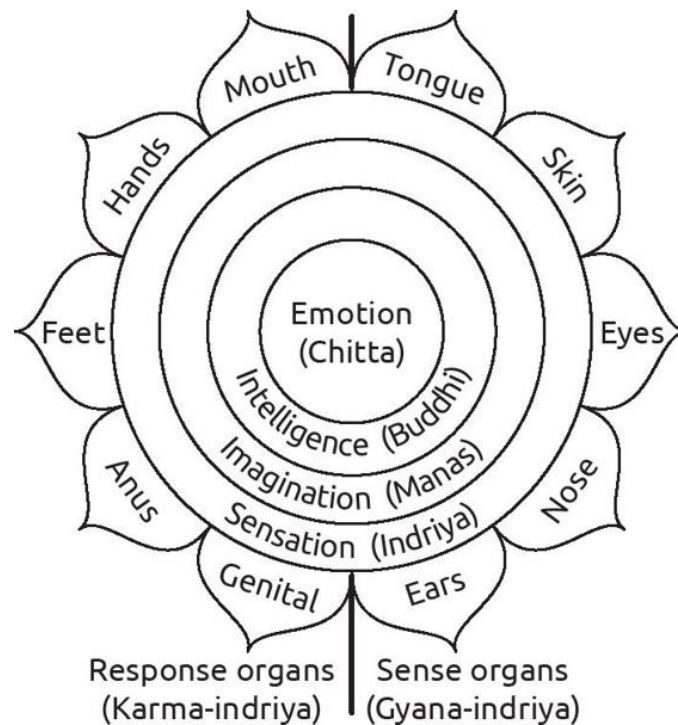 Mouth
Tongue
Hands
Skin
Feet
Eyes
Anus
Nose
Genital
Ears
Emotion
(Chitta)
Intelligence (Buddhi)
Imagination (Manas)
Sensation (Indriya)
Response organs
(Karma-indriya)
Sense organs
(Gyana-indriya)